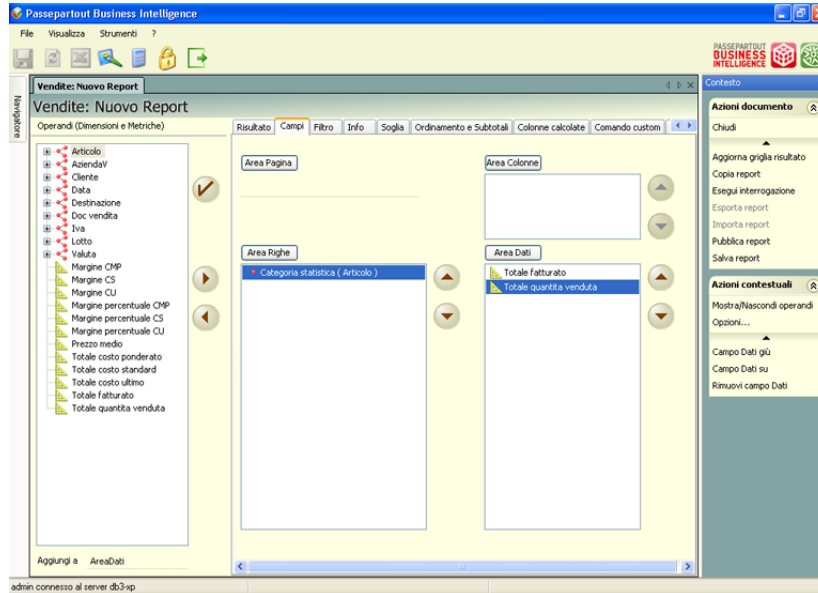 Passepartout Business Intelligence
File Visualizza Strumenti ?
PASSEPARTOUT
BUSINESS
INTELLIGENCE
Navigatore
Vendite: Nuovo Report
Vendite: Nuovo Report
Operandi (Dimensioni e Metriche)
Articolo
AziendaV
Cliente
Data
Destinazione
Doc vendita
Iva
Lotto
Valuta
Margine CMP
Margine CS
Margine CU
Margine percentuale CMP
Margine percentuale CS
Margine percentuale CU
Prezzo medio
Totale costo ponderato
Totale costo standard
Totale costo ultimo
Totale fatturato
Totale quantita venduta
Aggiungi a AreaDati
Risultato Campi Filtro Info Soglia Ordinamento e Subtotali Colonne calcolate Comando custom
Area Pagina
Area Colonne
Area Righe
Categoria statistica ( Articolo )
Area Dati
Totale fatturato
Totale quantita venduta
Contesto
Azioni documento
Chiudi
Aggiorna griglia risultato
Copia report
Esegui interrogazione
Esporta report
Importa report
Pubblica report
Salva report
Azioni contestuali
Mostra/Nascondi operandi
Opzioni...
Campo Dati giù
Campo Dati su
Rimuovi campo Dati
admin connesso al server db3-xp